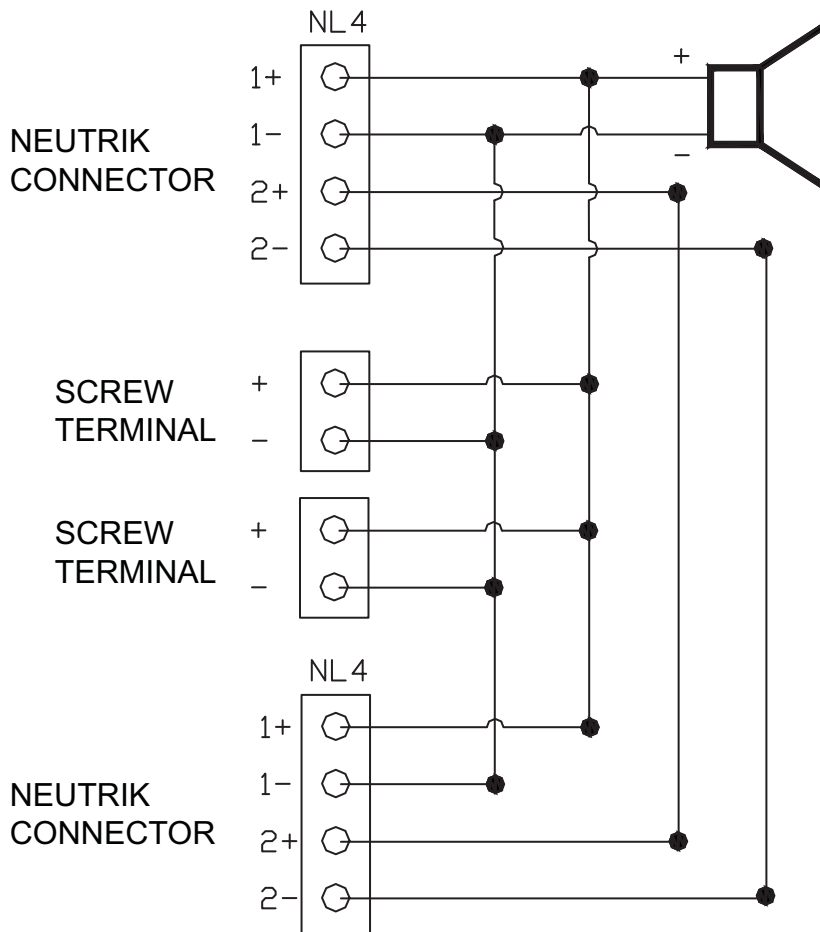 NL4
1+
1-
2+
2-
NEUTRIK
CONNECTOR
+
-
SCREW
TERMINAL
+
-
SCREW
TERMINAL
+
-
NL4
1+
1-
2+
2-
NEUTRIK
CONNECTOR